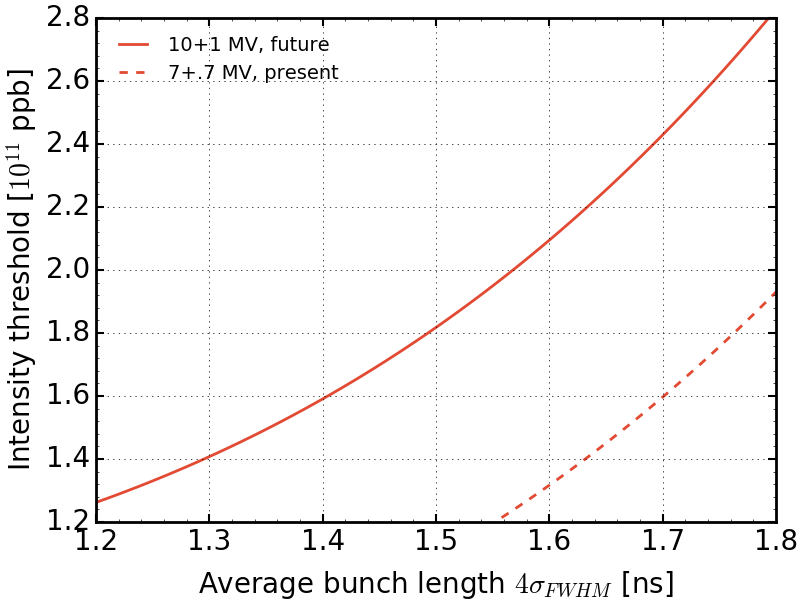 2.8
2.6
2.4
2.2
2.0
1.8
1.6
1.4
1.2
Intensity threshold [10¹¹ ppb]
10+1 MV, future
7+.7 MV, present
1.2 1.3 1.4 1.5 1.6 1.7 1.8
Average bunch length 4σ_FWHM [ns]